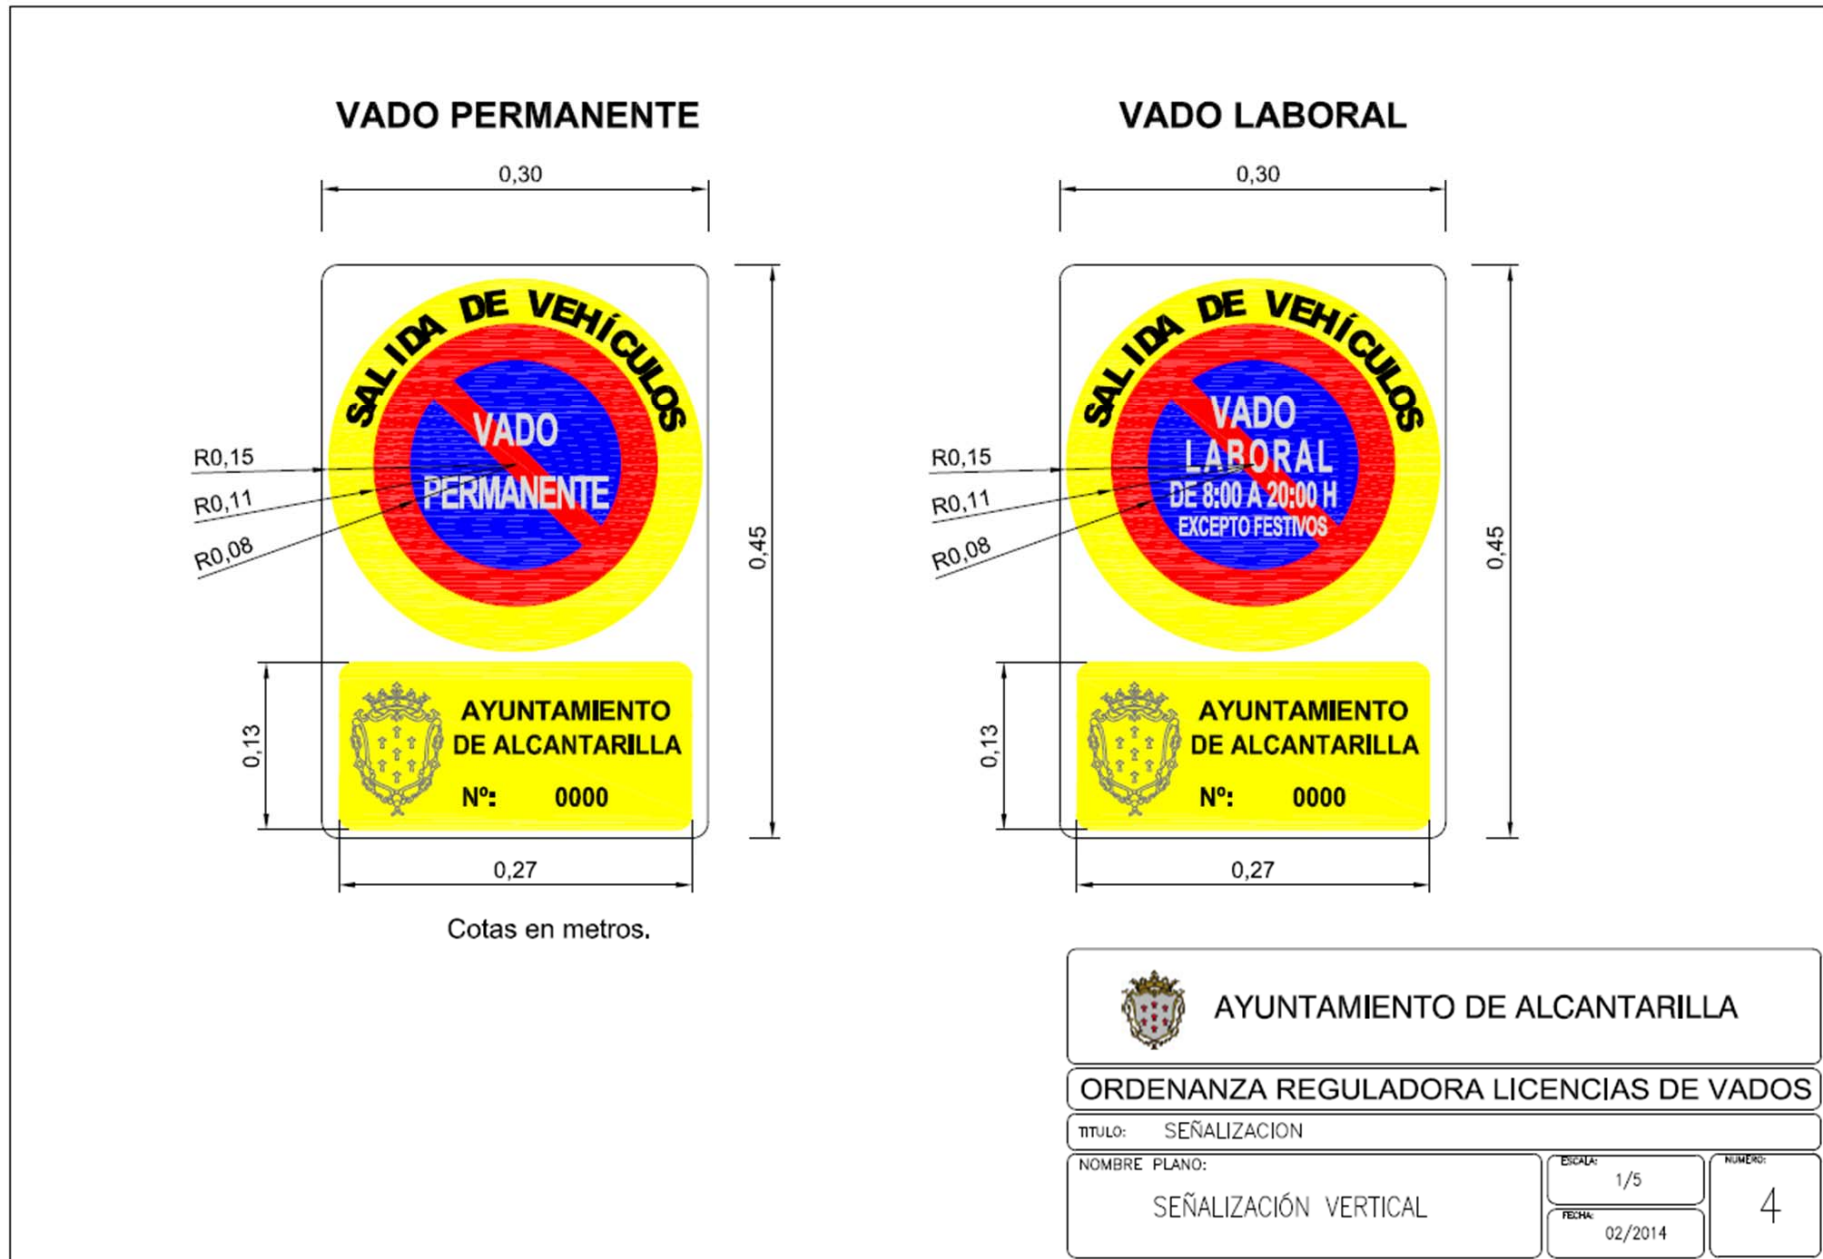 VADO PERMANENTE
0,30
SALIDA DE VEHÍCULOS
VADO
PERMANENTE
R0,15
R0,11
R0,08
0,45
0,13
AYUNTAMIENTO
DE ALCANTARILLA
Nº: 0000
0,27
Cotas en metros.
VADO LABORAL
0,30
SALIDA DE VEHÍCULOS
VADO
LABORAL
DE 8:00 A 20:00 H
EXCEPTO FESTIVOS
R0,15
R0,11
R0,08
0,45
0,13
AYUNTAMIENTO
DE ALCANTARILLA
Nº: 0000
0,27
AYUNTAMIENTO DE ALCANTARILLA
ORDENANZA REGULADORA LICENCIAS DE VADOS
TITULO: SEÑALIZACION
NOMBRE PLANO:
SEÑALIZACIÓN VERTICAL
ESCALA:
1/5
FECHA:
02/2014
NUMERO:
4